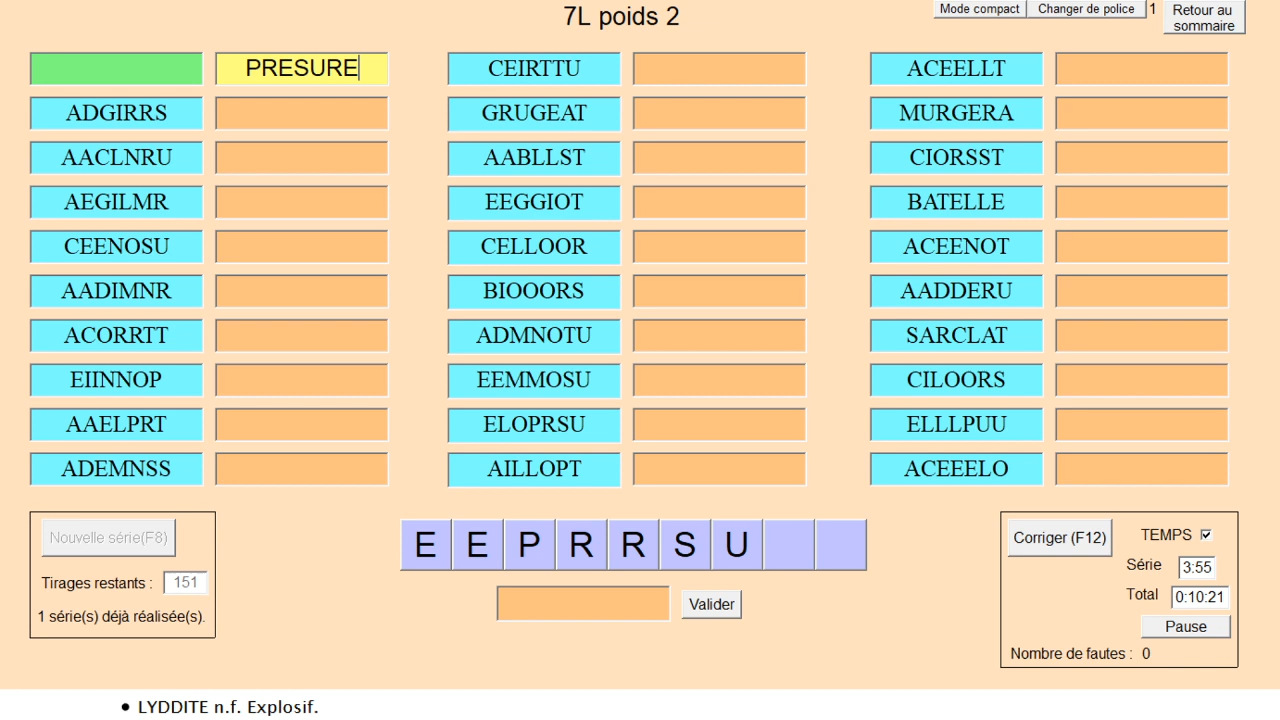 7L poids 2
Mode compact Changer de police 1 Retour au sommaire
PRESURE CEIRTTU ACEELLT
ADGIRRS GRUGEAT MURGERA
AACLNRU AABLLST CIORSST
AEGILMR EEGGIOT BATELLE
CEENOSU CELLOOR ACEENOT
AADIMNR BIOOORS AADDERU
ACORRTT ADMNOTU SARCLAT
EIINNOP EEMMOSU CILOORS
AAELPRT ELOPRSU ELLLPUU
ADEMNSS AILLOPT ACEEELO
Nouvelle série(F8)
Tirages restants : 151
1 série(s) déjà réalisée(s).
E E P R R S U
Valider
Corriger (F12) TEMPS
Série 3:55
Total 0:10:21
Pause
Nombre de fautes : 0
• LYDDITE n.f. Explosif.